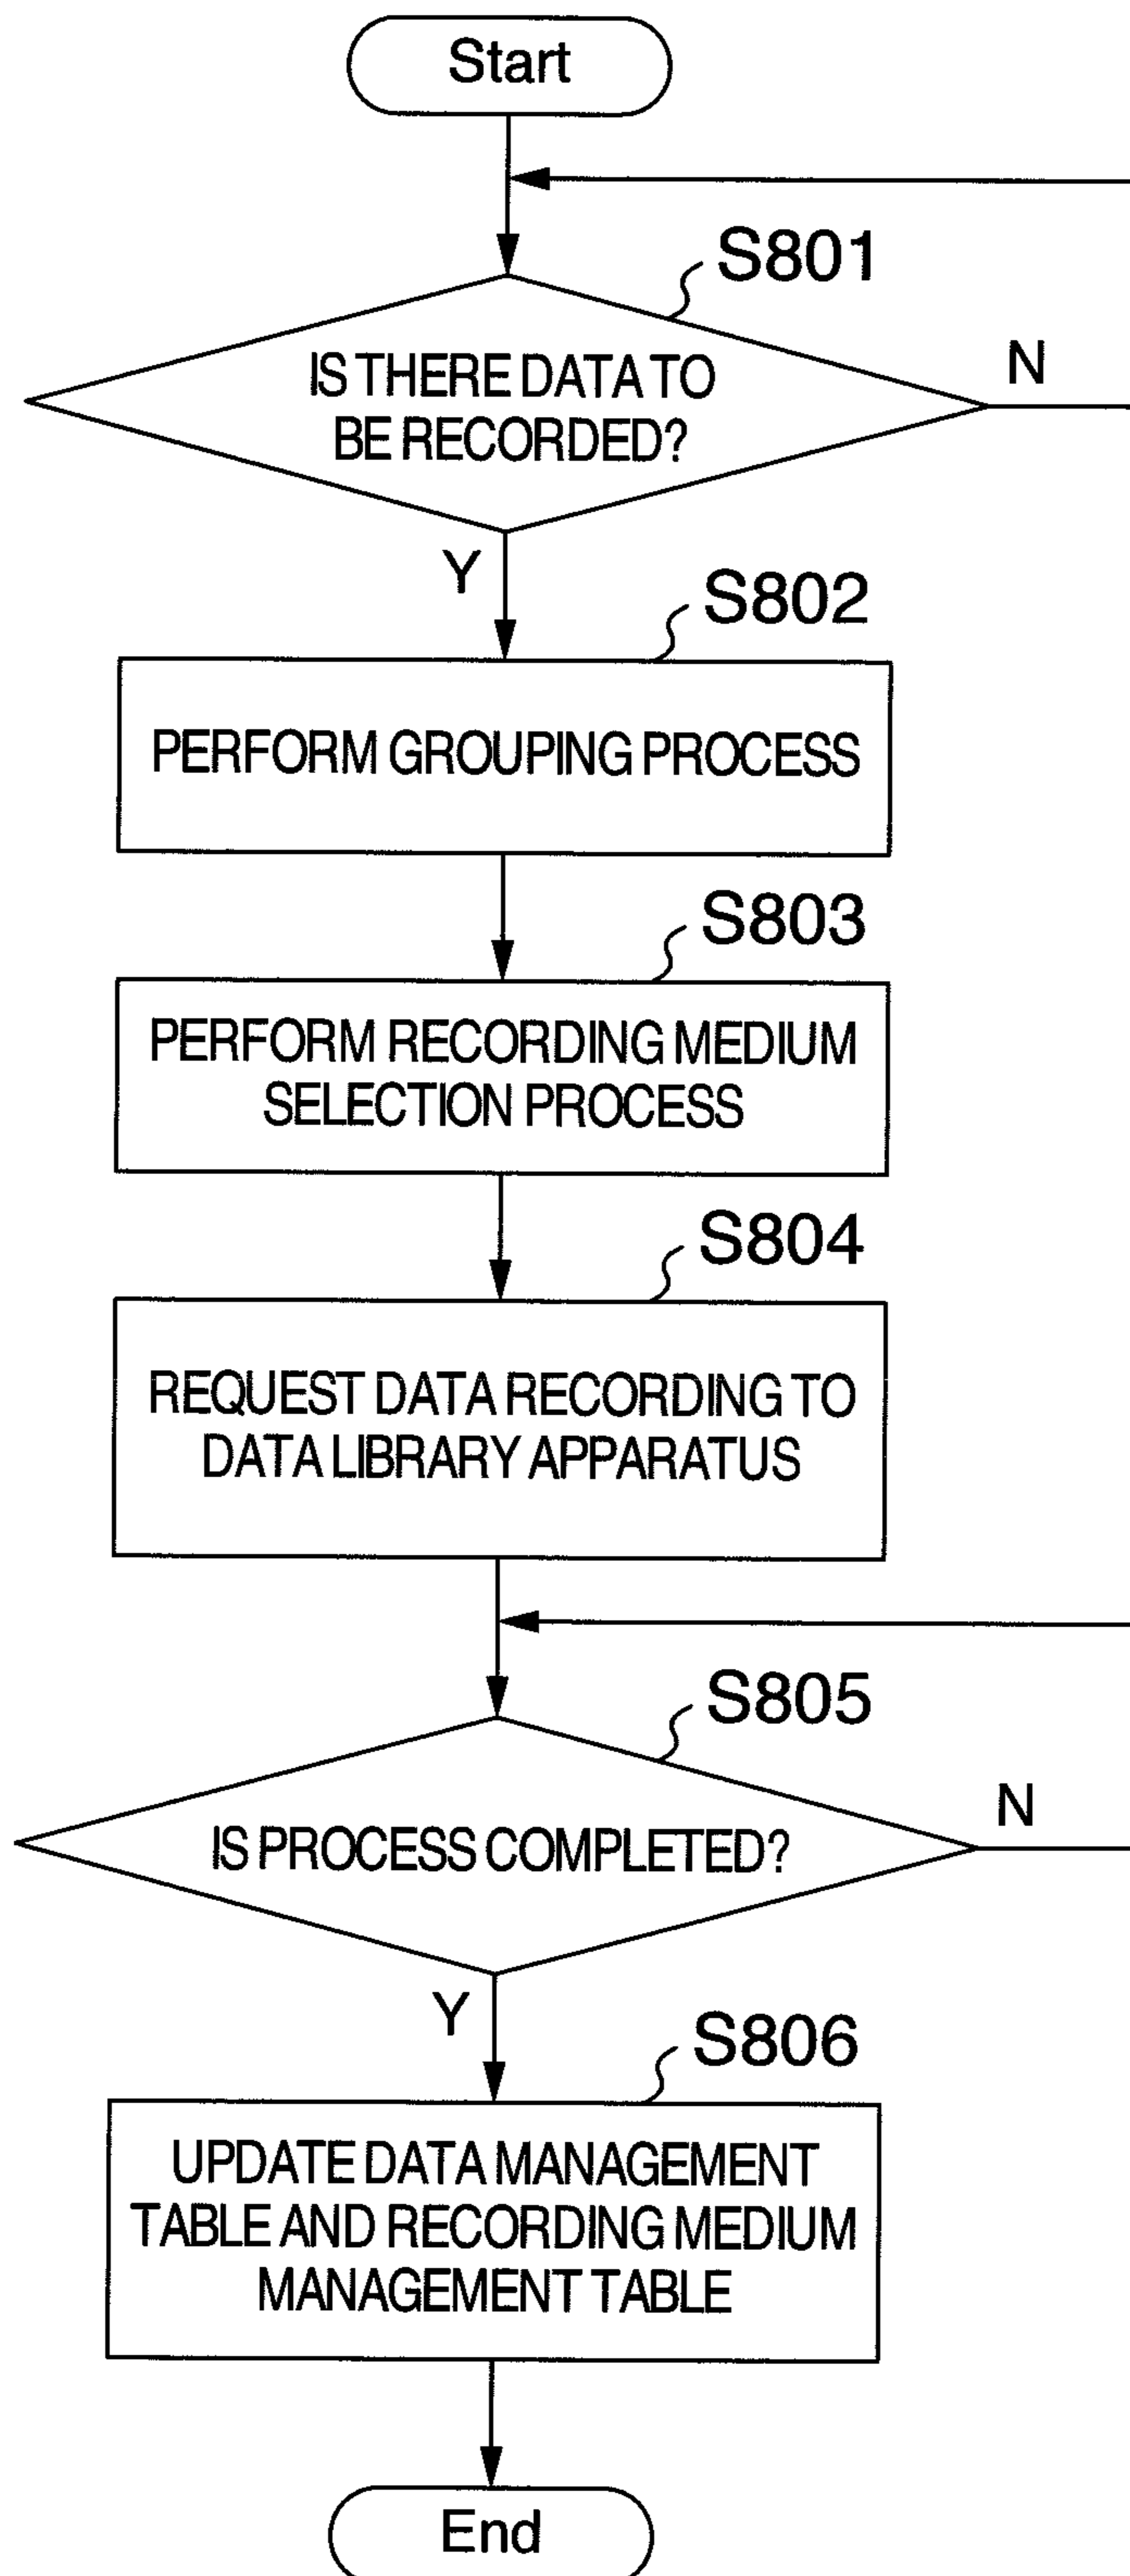 Start
S801
IS THERE DATA TO
BE RECORDED?
N
Y
S802
PERFORM GROUPING PROCESS
S803
PERFORM RECORDING MEDIUM
SELECTION PROCESS
S804
REQUEST DATA RECORDING TO
DATA LIBRARY APPARATUS
S805
IS PROCESS COMPLETED?
N
Y
S806
UPDATE DATA MANAGEMENT
TABLE AND RECORDING MEDIUM
MANAGEMENT TABLE
End